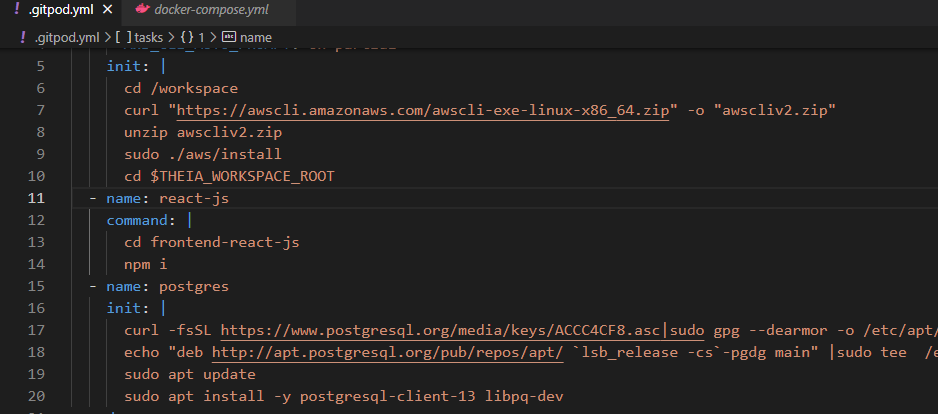 ! .gitpod.yml × docker-compose.yml
! .gitpod.yml > [ ] tasks > {} 1 > abc name
5 init: |
6 cd /workspace
7 curl "https://awscli.amazonaws.com/awscli-exe-linux-x86_64.zip" -o "awscliv2.zip"
8 unzip awscliv2.zip
9 sudo ./aws/install
10 cd $THEIA_WORKSPACE_ROOT
11 - name: react-js
12 command: |
13 cd frontend-react-js
14 npm i
15 - name: postgres
16 init: |
17 curl -fsSL https://www.postgresql.org/media/keys/ACCC4CF8.asc|sudo gpg --dearmor -o /etc/apt/
18 echo "deb http://apt.postgresql.org/pub/repos/apt/ `lsb_release -cs`-pgdg main" |sudo tee /e
19 sudo apt update
20 sudo apt install -y postgresql-client-13 libpq-dev